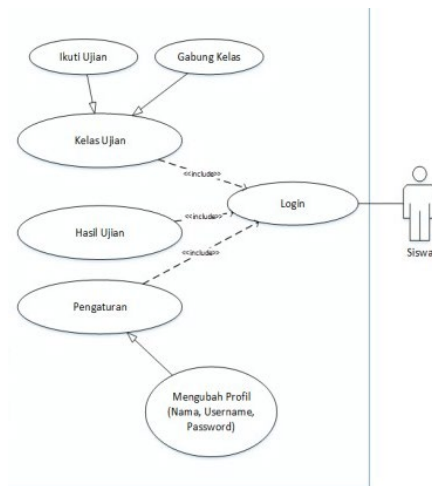 Ikuti Ujian
Gabung Kelas
Kelas Ujian
<<include>>
Login
<<include>>
Hasil Ujian
Siswa
<<include>>
Pengaturan
Mengubah Profil
(Nama, Username,
Password)